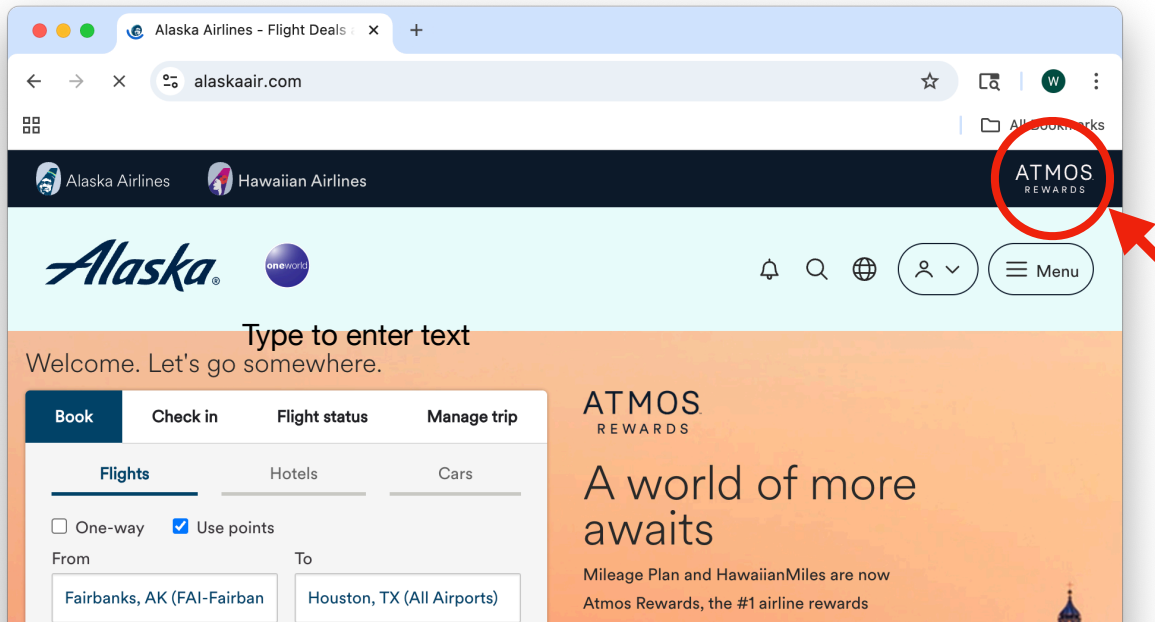 Alaska Airlines - Flight Deals a
alaskaair.com
W
All Bookmarks
Alaska Airlines
Hawaiian Airlines
ATMOS
REWARDS
Alaska®
oneworld
Menu
Type to enter text
Welcome. Let's go somewhere.
Book Check in Flight status Manage trip
Flights Hotels Cars
One-way Use points
From To
Fairbanks, AK (FAI-Fairban Houston, TX (All Airports)
ATMOS
REWARDS
A world of more
awaits
Mileage Plan and HawaiianMiles are now
Atmos Rewards, the #1 airline rewards